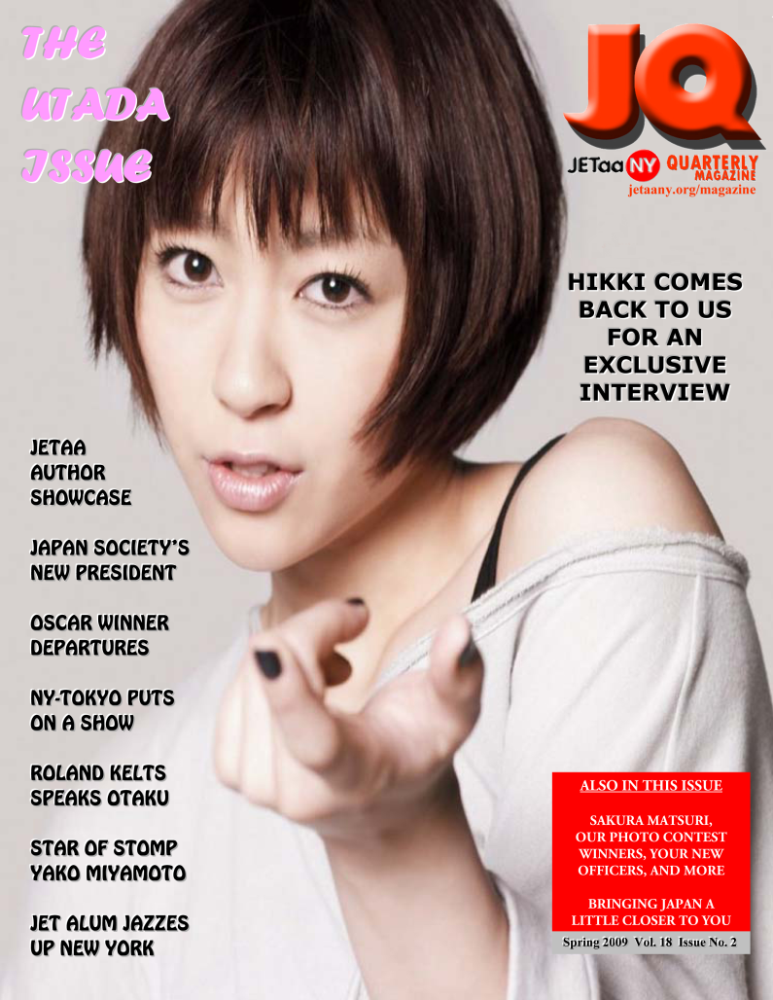 THE
UTADA
ISSUE
JQ
JETaa NY QUARTERLY
MAGAZINE
jetaany.org/magazine
HIKKI COMES
BACK TO US
FOR AN
EXCLUSIVE
INTERVIEW
JETAA
AUTHOR
SHOWCASE
JAPAN SOCIETY'S
NEW PRESIDENT
OSCAR WINNER
DEPARTURES
NY-TOKYO PUTS
ON A SHOW
ROLAND KELTS
SPEAKS OTAKU
STAR OF STOMP
YAKO MIYAMOTO
JET ALUM JAZZES
UP NEW YORK
ALSO IN THIS ISSUE
SAKURA MATSURI,
OUR PHOTO CONTEST
WINNERS, YOUR NEW
OFFICERS, AND MORE
BRINGING JAPAN A
LITTLE CLOSER TO YOU
Spring 2009 Vol. 18 Issue No. 2